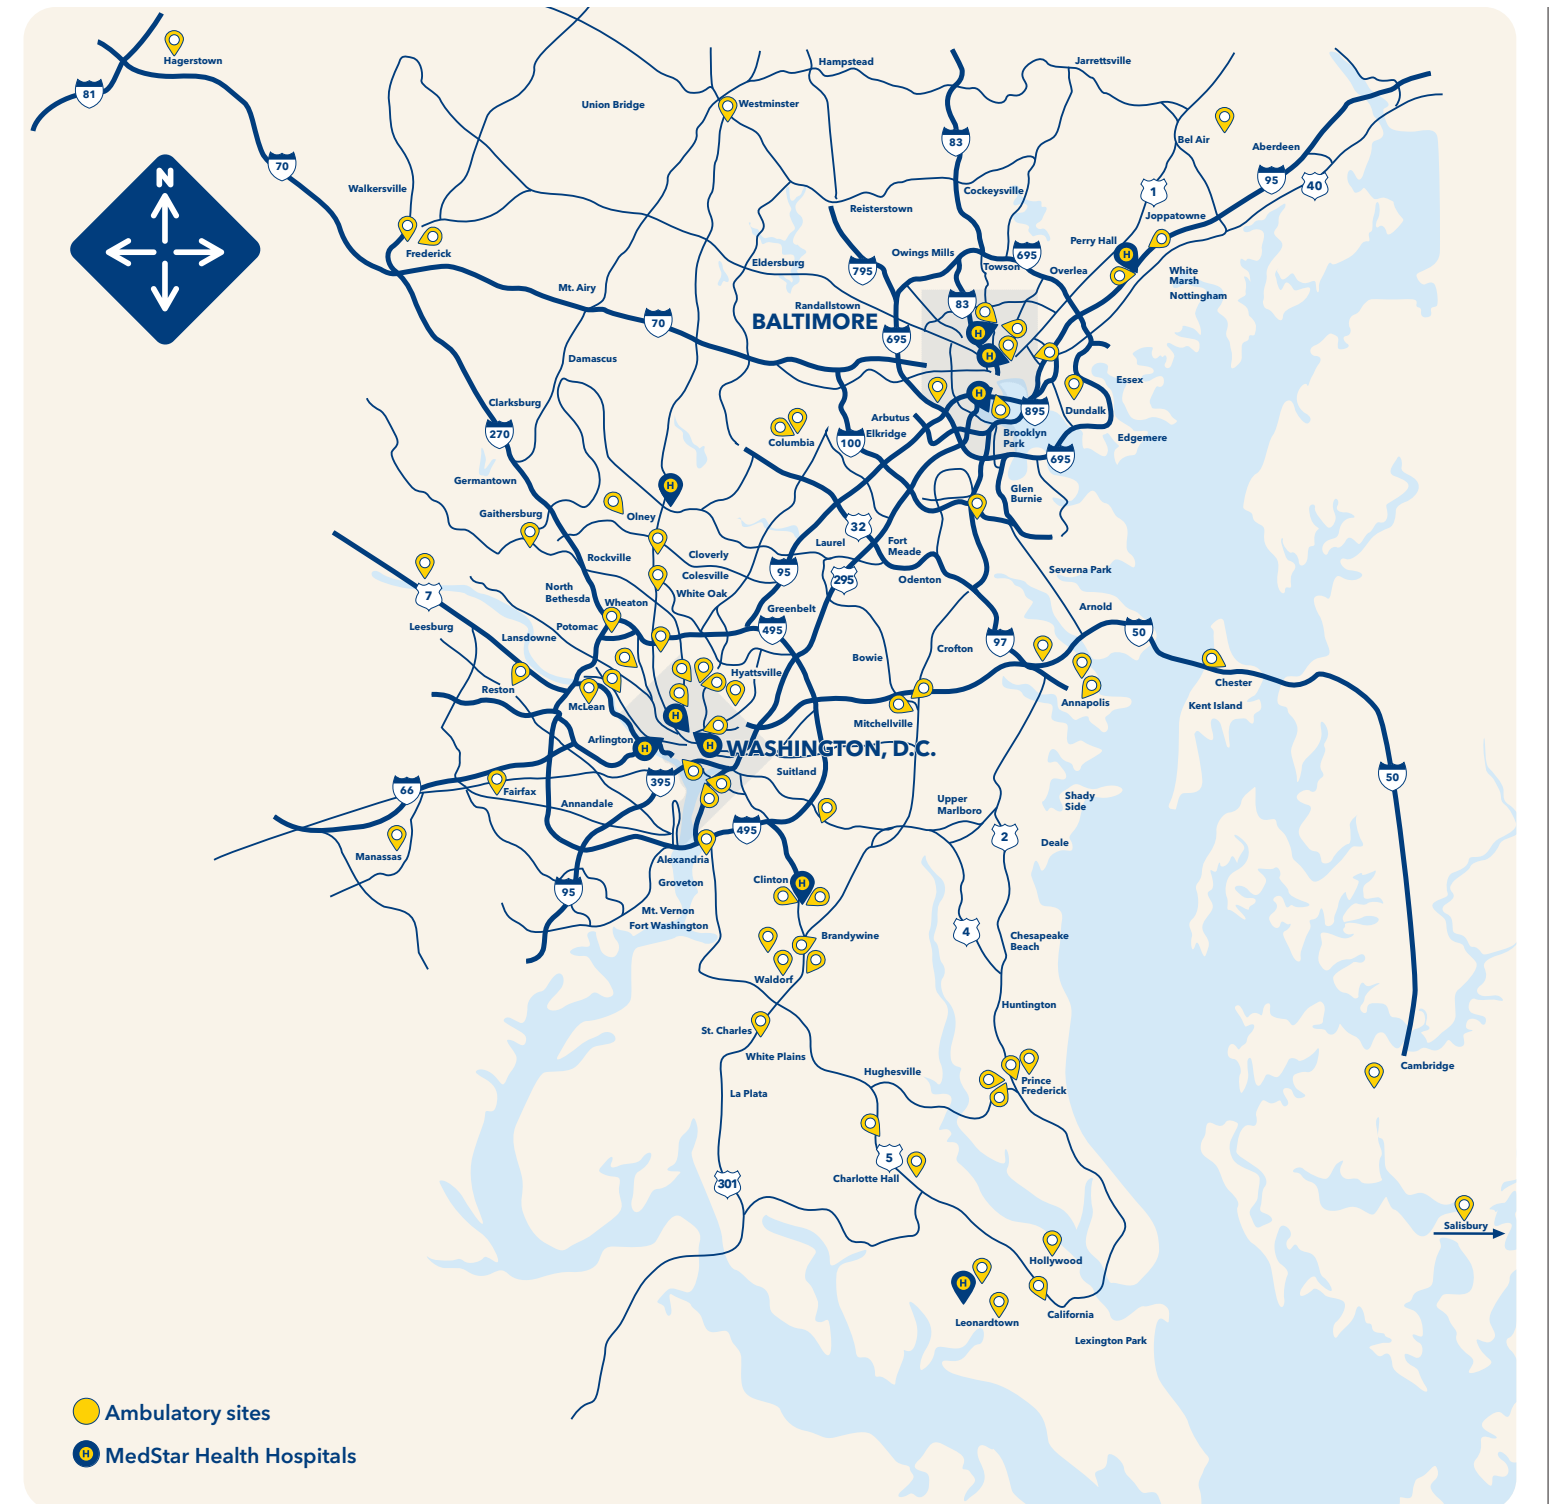 Hagerstown
81
Hampstead
Jarrettsville
Union Bridge
Westminster
83
Bel Air
Aberdeen
70
Walkersville
N
Cockeysville
1
95
40
Reisterstown
Joppatowne
Frederick
Perry Hall
Owings Mills
695
Eldersburg
795
Towson
Overlea
White
Marsh
Nottingham
Mt. Airy
Randallstown
83
70
BALTIMORE
695
Damascus
Essex
Clarksburg
895
Dundalk
270
Columbia
Arbutus
Elkridge
100
Brooklyn
Park
Edgemere
695
Germantown
Glen
Burnie
Gaithersburg
Olney
32
Laurel
Fort
Meade
Rockville
Cloverly
95
295
Odenton
Severna Park
Colesville
North
Bethesda
White Oak
7
Wheaton
Greenbelt
Arnold
Leesburg
Potomac
495
50
Lansdowne
97
Crofton
Bowie
Hyattsville
Chester
Reston
McLean
Annapolis
Kent Island
Mitchellville
Arlington
WASHINGTON, D.C.
Suitland
50
66
395
Fairfax
Annandale
Upper
Marlboro
Shady
Side
495
2
Deale
Manassas
Alexandria
Clinton
Groveton
95
Mt. Vernon
Fort Washington
Brandywine
4
Chesapeake
Beach
Waldorf
Huntington
St. Charles
White Plains
Hughesville
Cambridge
Prince
Frederick
La Plata
5
Charlotte Hall
301
Salisbury
Hollywood
Leonardtown
California
Lexington Park
Ambulatory sites
H MedStar Health Hospitals
H
H
H
H
H
H
H
H
H
H